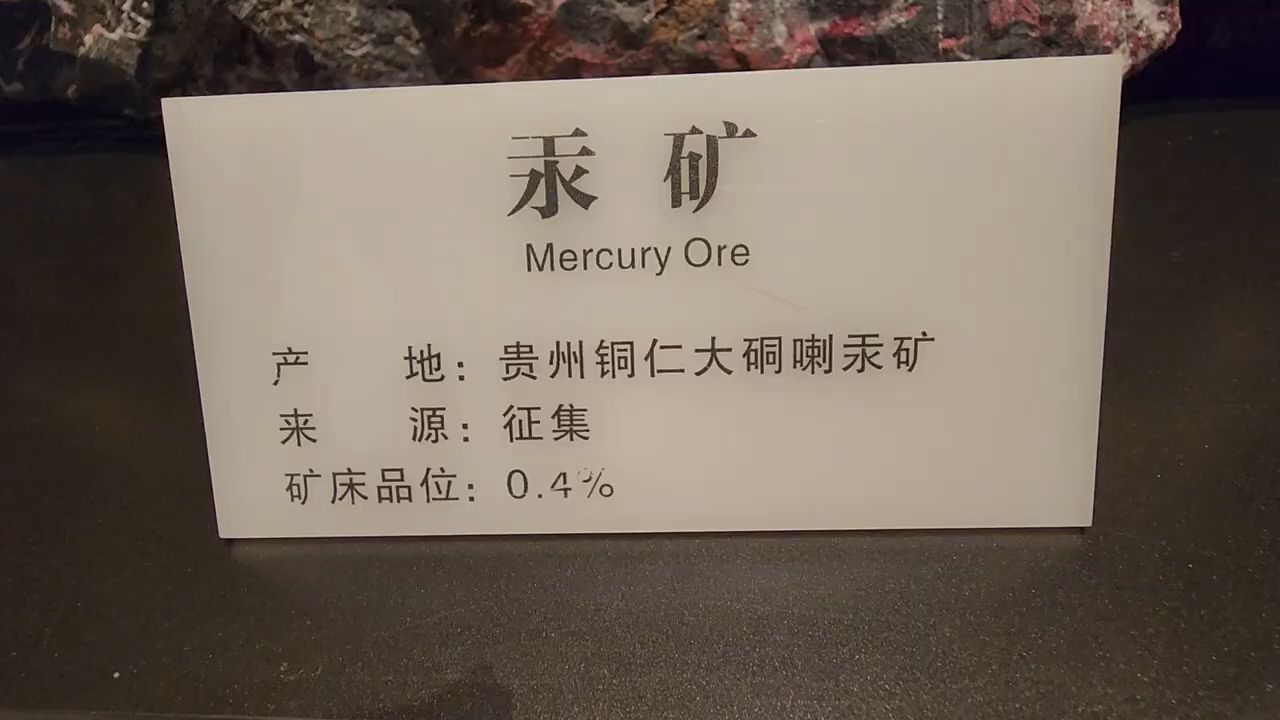 汞 矿
Mercury Ore
产 地：贵州铜仁大硐喇汞矿
来 源：征集
矿床品位：0.4%